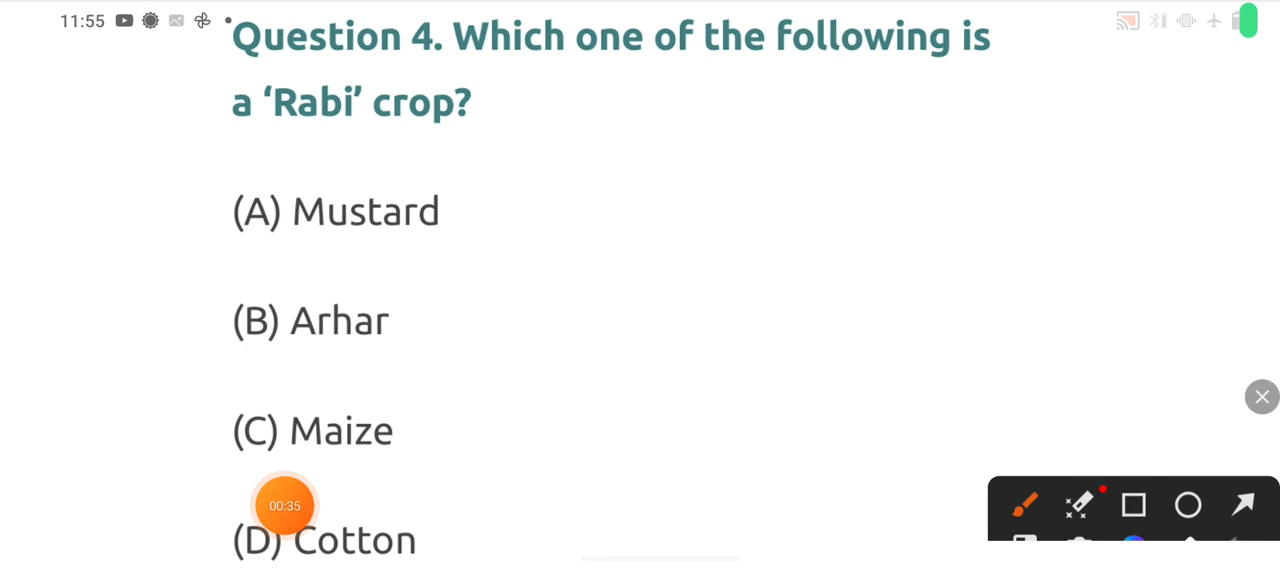 11:55
Question 4. Which one of the following is
a ‘Rabi’ crop?
(A) Mustard
(B) Arhar
(C) Maize
00:35
(D) Cotton